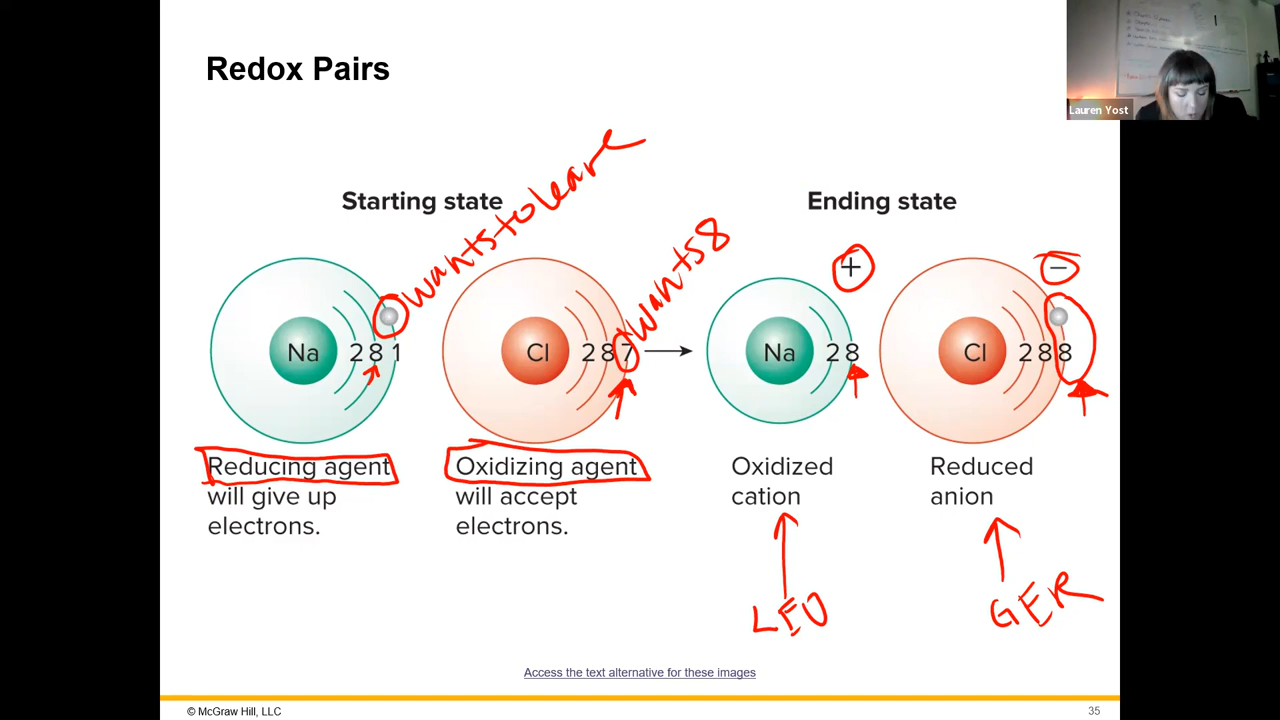 Redox Pairs
Lauren Yost
Starting state
Ending state
wants to leave
wants 8
+
−
Na 2 8 1
Cl 2 8 7
Na 2 8
Cl 2 8 8
Reducing agent
will give up
electrons.
Oxidizing agent
will accept
electrons.
Oxidized
cation
Reduced
anion
LEO
GER
Access the text alternative for these images
© McGraw Hill, LLC
35